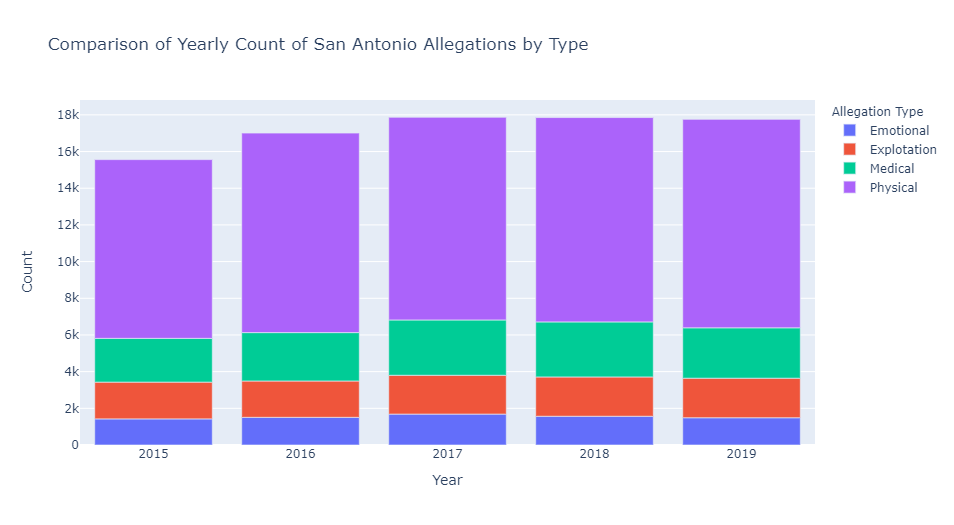 Comparison of Yearly Count of San Antonio Allegations by Type
Allegation Type
Emotional
Explotation
Medical
Physical
18k
16k
14k
12k
10k
8k
6k
4k
2k
0
Count
2015
2016
2017
2018
2019
Year